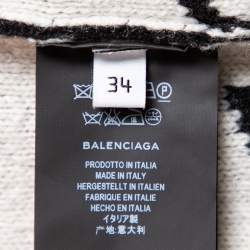 34
P
BALENCIAGA
PRODOTTO IN ITALIA
MADE IN ITALY
HERGESTELLT IN ITALIEN
FABRIQUE EN ITALIE
HECHO EN ITALIA
イタリア製
产地:意大利